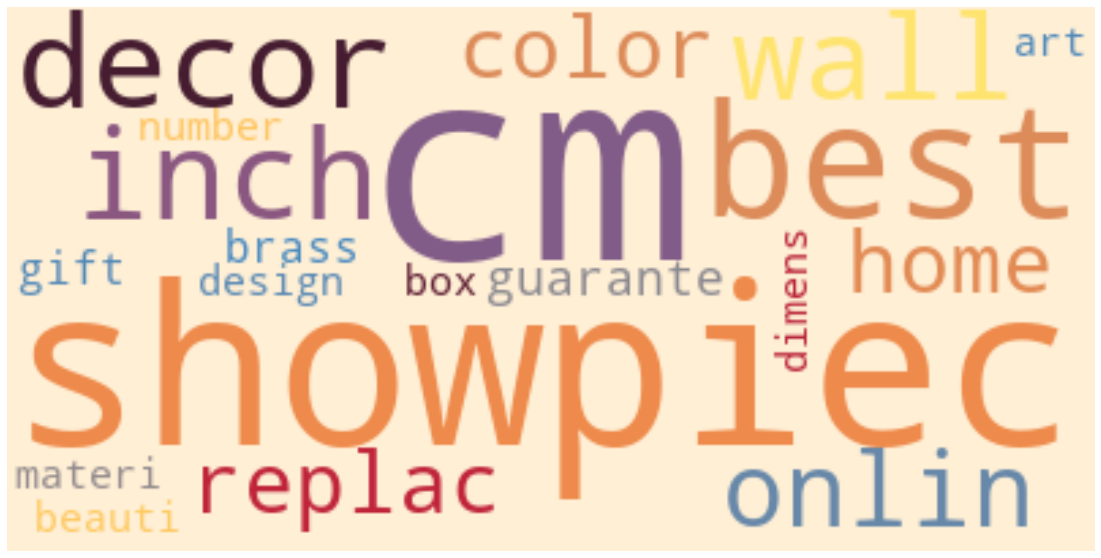 decor
color
wall
art
number
inch
cm
best
gift
brass
design
box
guarante
dimens
home
showpiec
materi
beauti
replac
onlin